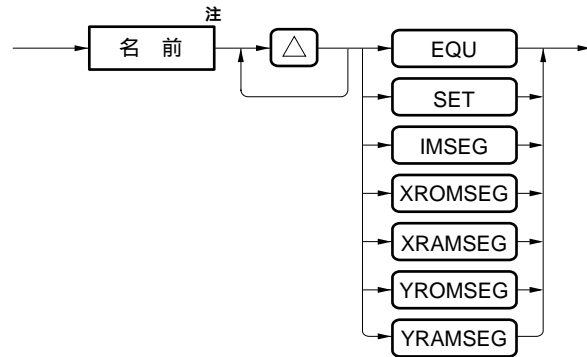 注
名 前
△
EQU
SET
IMSEG
XROMSEG
XRAMSEG
YROMSEG
YRAMSEG